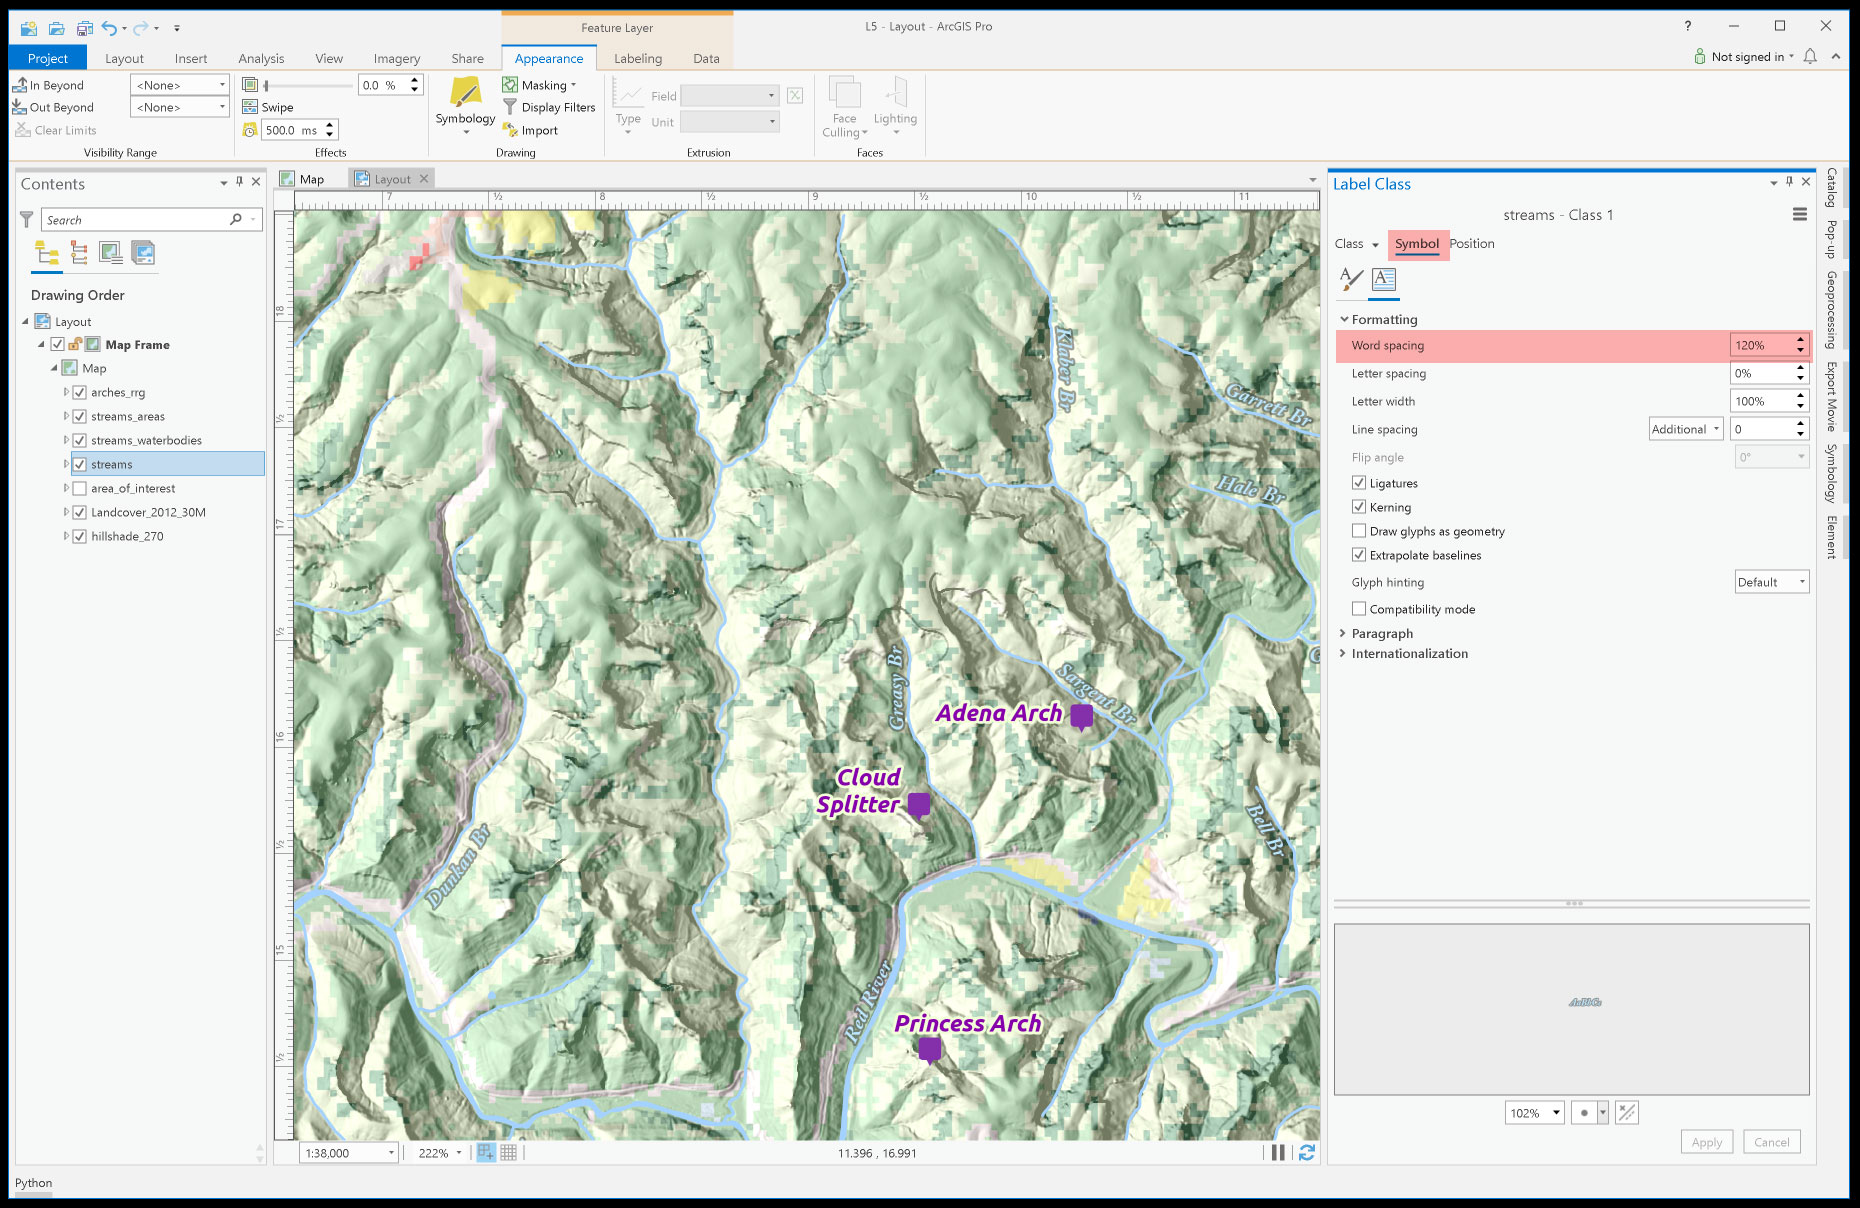 Feature Layer
L5 - Layout - ArcGIS Pro
?
Project
Layout
Insert
Analysis
View
Imagery
Share
Appearance
Labeling
Data
Not signed in
In Beyond
<None>
Out Beyond
<None>
Clear Limits
Visibility Range
0.0 %
Swipe
500.0 ms
Effects
Symbology
Masking
Display Filters
Import
Drawing
Type
Field
Unit
Extrusion
Face
Culling
Lighting
Faces
Contents
Search
Drawing Order
Layout
Map Frame
Map
arches_rrg
streams_areas
streams_waterbodies
streams
area_of_interest
Landcover_2012_30M
hillshade_270
Map
Layout
7
½
8
½
9
½
10
½
11
18
½
17
½
16
½
15
½
Klaber Br
Garrett Br
Hale Br
Greasy Br
Sargent Br
Adena Arch
Cloud
Splitter
Bell Br
Dunkan Br
Red River
Princess Arch
1:38,000
222%
11.396 , 16.991
Python
Label Class
streams - Class 1
Class
Symbol
Position
Formatting
Word spacing
120%
Letter spacing
0%
Letter width
100%
Line spacing
Additional
0
Flip angle
0°
Ligatures
Kerning
Draw glyphs as geometry
Extrapolate baselines
Glyph hinting
Default
Compatibility mode
Paragraph
Internationalization
AaBbCc
102%
Apply
Cancel
Catalog
Pop-up
Geoprocessing
Export Movie
Symbology
Element